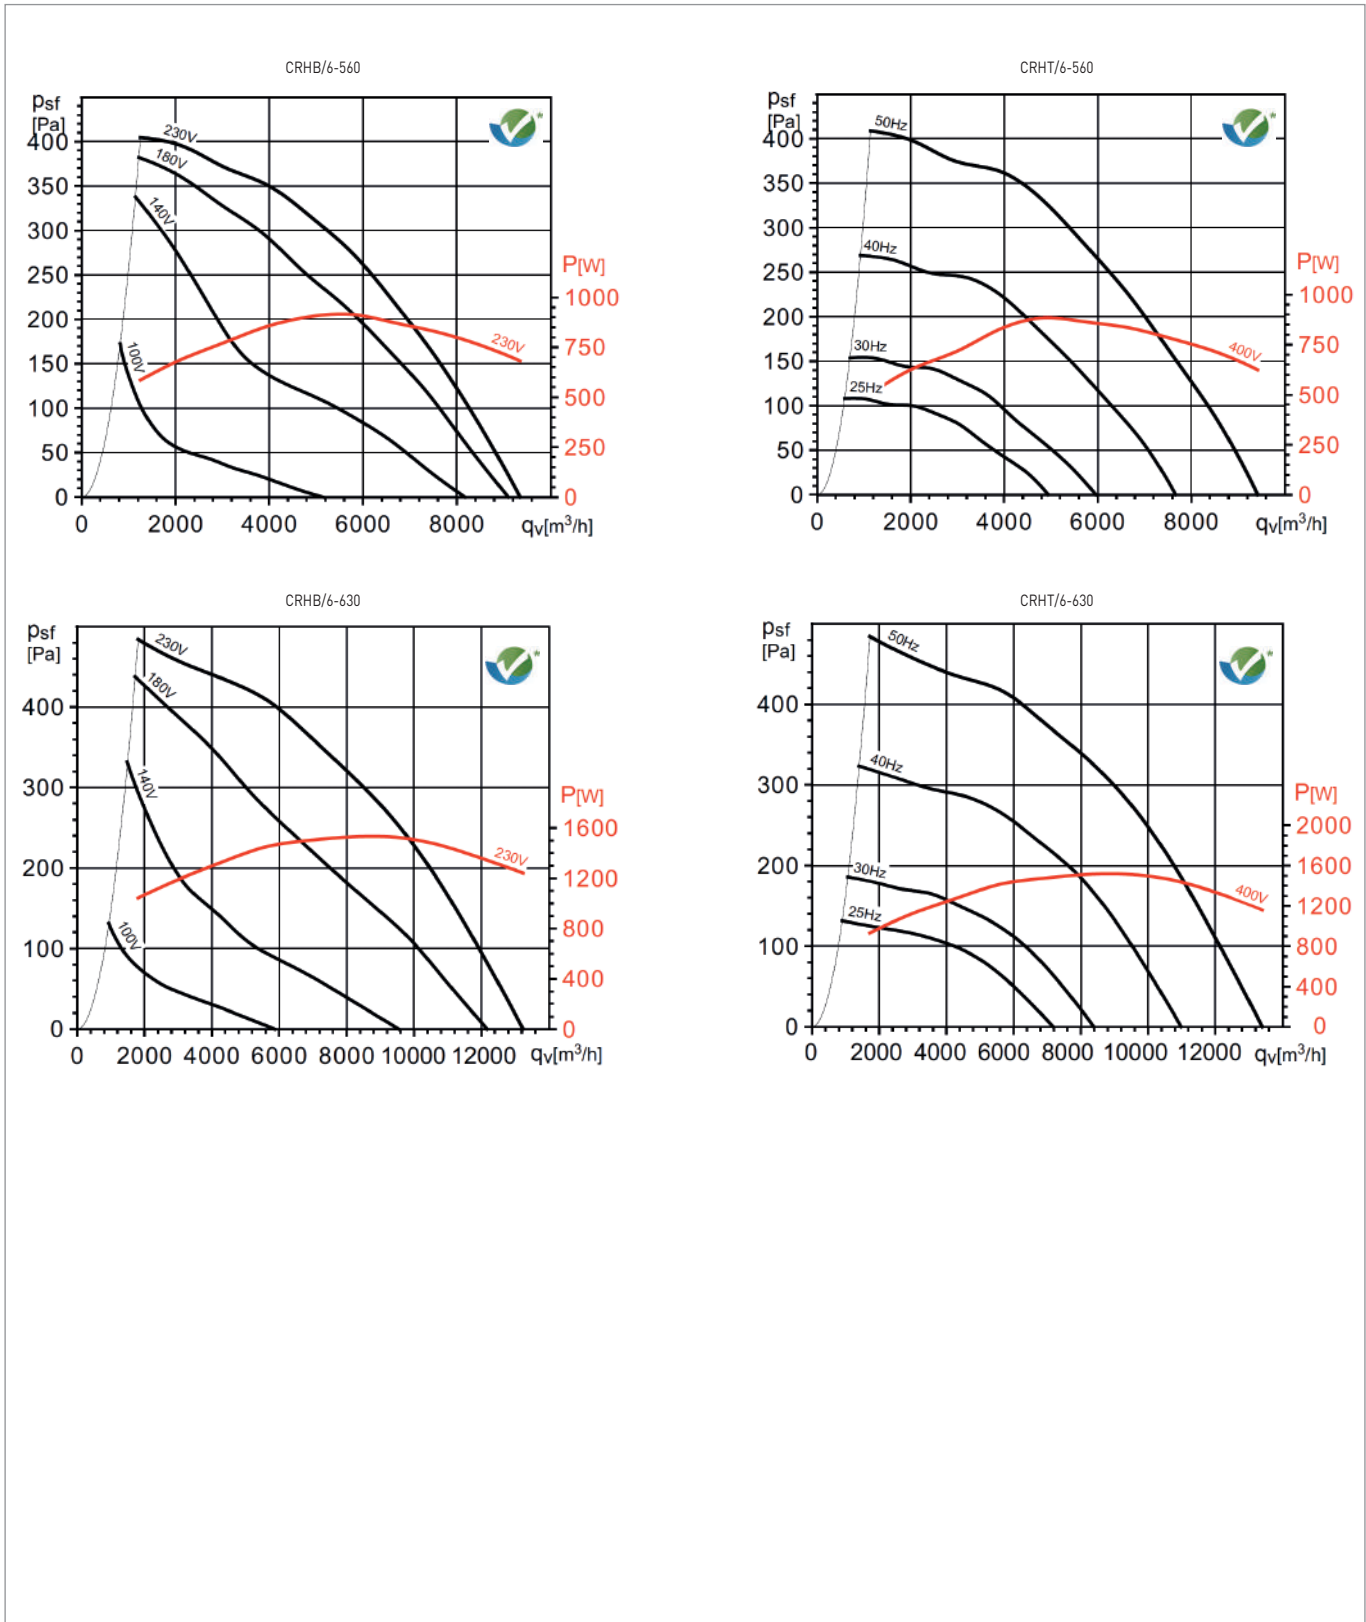 CRHB/6-560
psf
[Pa]
400
350
300
250
200
150
100
50
0
230V
180V
140V
100V
P[W]
1000
750
500
250
0
230V
0 2000 4000 6000 8000 qv[m³/h]
CRHT/6-560
psf
[Pa]
400
350
300
250
200
150
100
50
0
50Hz
40Hz
30Hz
25Hz
P[W]
1000
750
500
250
0
400V
0 2000 4000 6000 8000 qv[m³/h]
CRHB/6-630
psf
[Pa]
400
300
200
100
0
230V
180V
140V
100V
P[W]
1600
1200
800
400
0
230V
0 2000 4000 6000 8000 10000 12000 qv[m³/h]
CRHT/6-630
psf
[Pa]
400
300
200
100
0
50Hz
40Hz
30Hz
25Hz
P[W]
2000
1600
1200
800
400
0
400V
0 2000 4000 6000 8000 10000 12000 qv[m³/h]